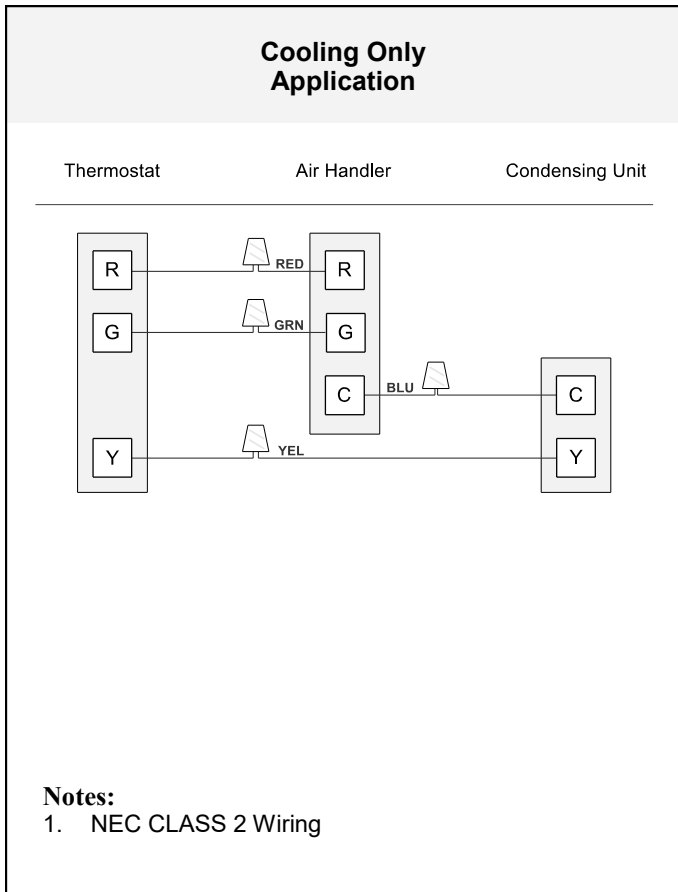 Cooling Only
Application
Thermostat Air Handler Condensing Unit
R RED R
G GRN G
C BLU C
Y YEL Y
Notes:
1. NEC CLASS 2 Wiring